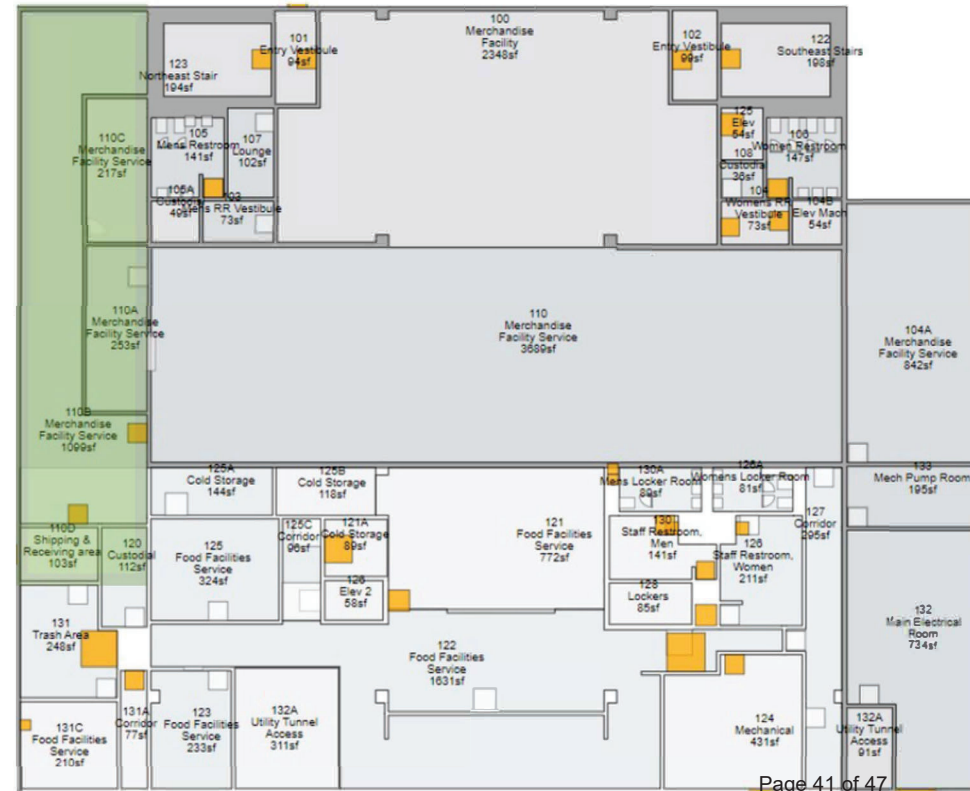 100
Merchandise
Facility
2348sf
101
Entry Vestibule
94sf
102
Entry Vestibule
99sf
122
Southeast Stairs
198sf
123
Northeast Stair
194sf
110C
Merchandise
Facility Service
217sf
105
Mens Restroom
141sf
107
Lounge
102sf
105A
Custodial
49sf
103
Mens RR Vestibule
73sf
125
Elev
54sf
108
Custodial
36sf
106
Women Restroom
147sf
104
Womens RR
Vestibule
73sf
104B
Elev Mach
54sf
110A
Merchandise
Facility Service
253sf
110
Merchandise
Facility Service
3689sf
104A
Merchandise
Facility Service
842sf
110B
Merchandise
Facility Service
1099sf
125A
Cold Storage
144sf
125B
Cold Storage
118sf
130A
Mens Locker Room
89sf
126A
Womens Locker Room
81sf
133
Mech Pump Room
195sf
110D
Shipping &
Receiving area
103sf
120
Custodial
112sf
125
Food Facilities
Service
324sf
125C
Corridor
96sf
121A
Cold Storage
89sf
121
Food Facilities
Service
772sf
130
Staff Restroom,
Men
141sf
126
Staff Restroom,
Women
211sf
127
Corridor
295sf
126
Elev 2
58sf
128
Lockers
85sf
131
Trash Area
248sf
122
Food Facilities
Service
1631sf
132
Main Electrical
Room
734sf
131C
Food Facilities
Service
210sf
131A
Corridor
77sf
123
Food Facilities
Service
233sf
132A
Utility Tunnel
Access
311sf
124
Mechanical
431sf
132A
Utility Tunnel
Access
91sf
Page 41 of 47